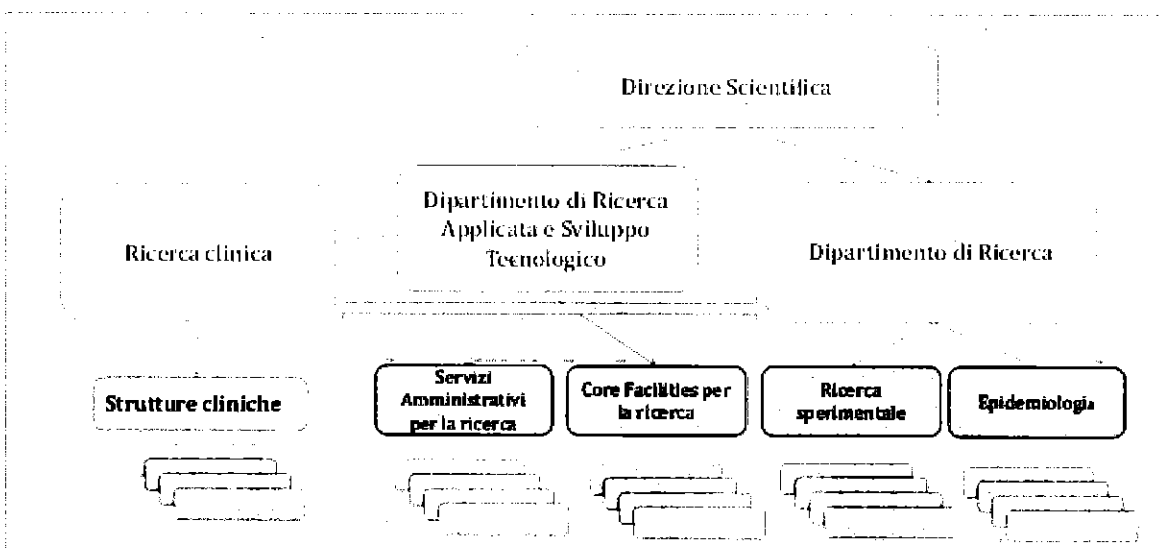 Direzione Scientifica
Dipartimento di Ricerca
Applicata e Sviluppo
Tecnologico
Ricerca clinica
Dipartimento di Ricerca
Strutture cliniche
Servizi
Amministrativi
per la ricerca
Core Facilities per
la ricerca
Ricerca
sperimentale
Epidemiologia